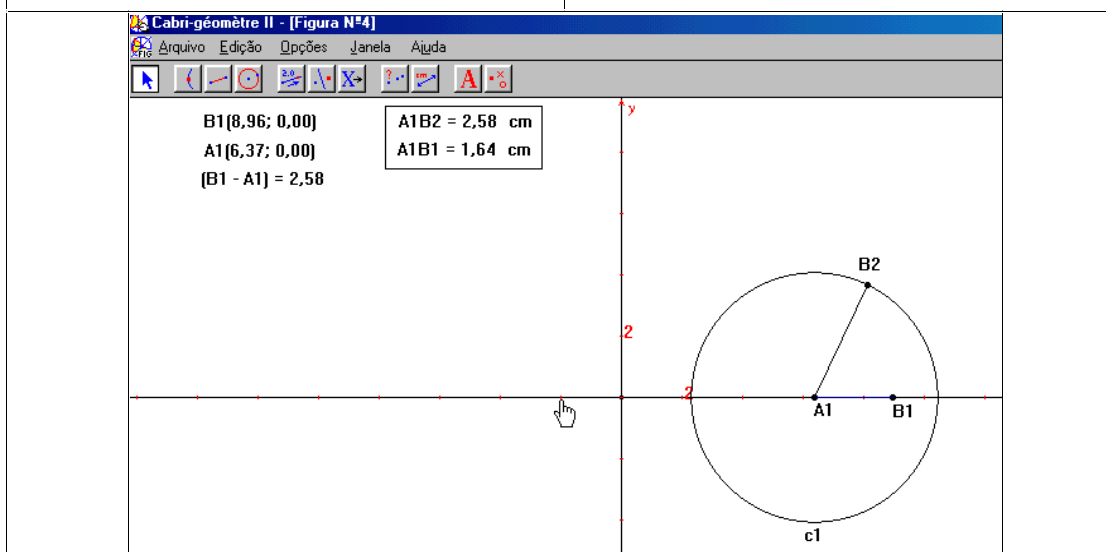 Cabri-géomètre II - [Figura Nº4]
Arquivo Edição Opções Janela Ajuda
B1(8,96; 0,00)
A1(6,37; 0,00)
(B1 - A1) = 2,58
A1B2 = 2,58 cm
A1B1 = 1,64 cm
y
B2
2
2
A1
B1
c1